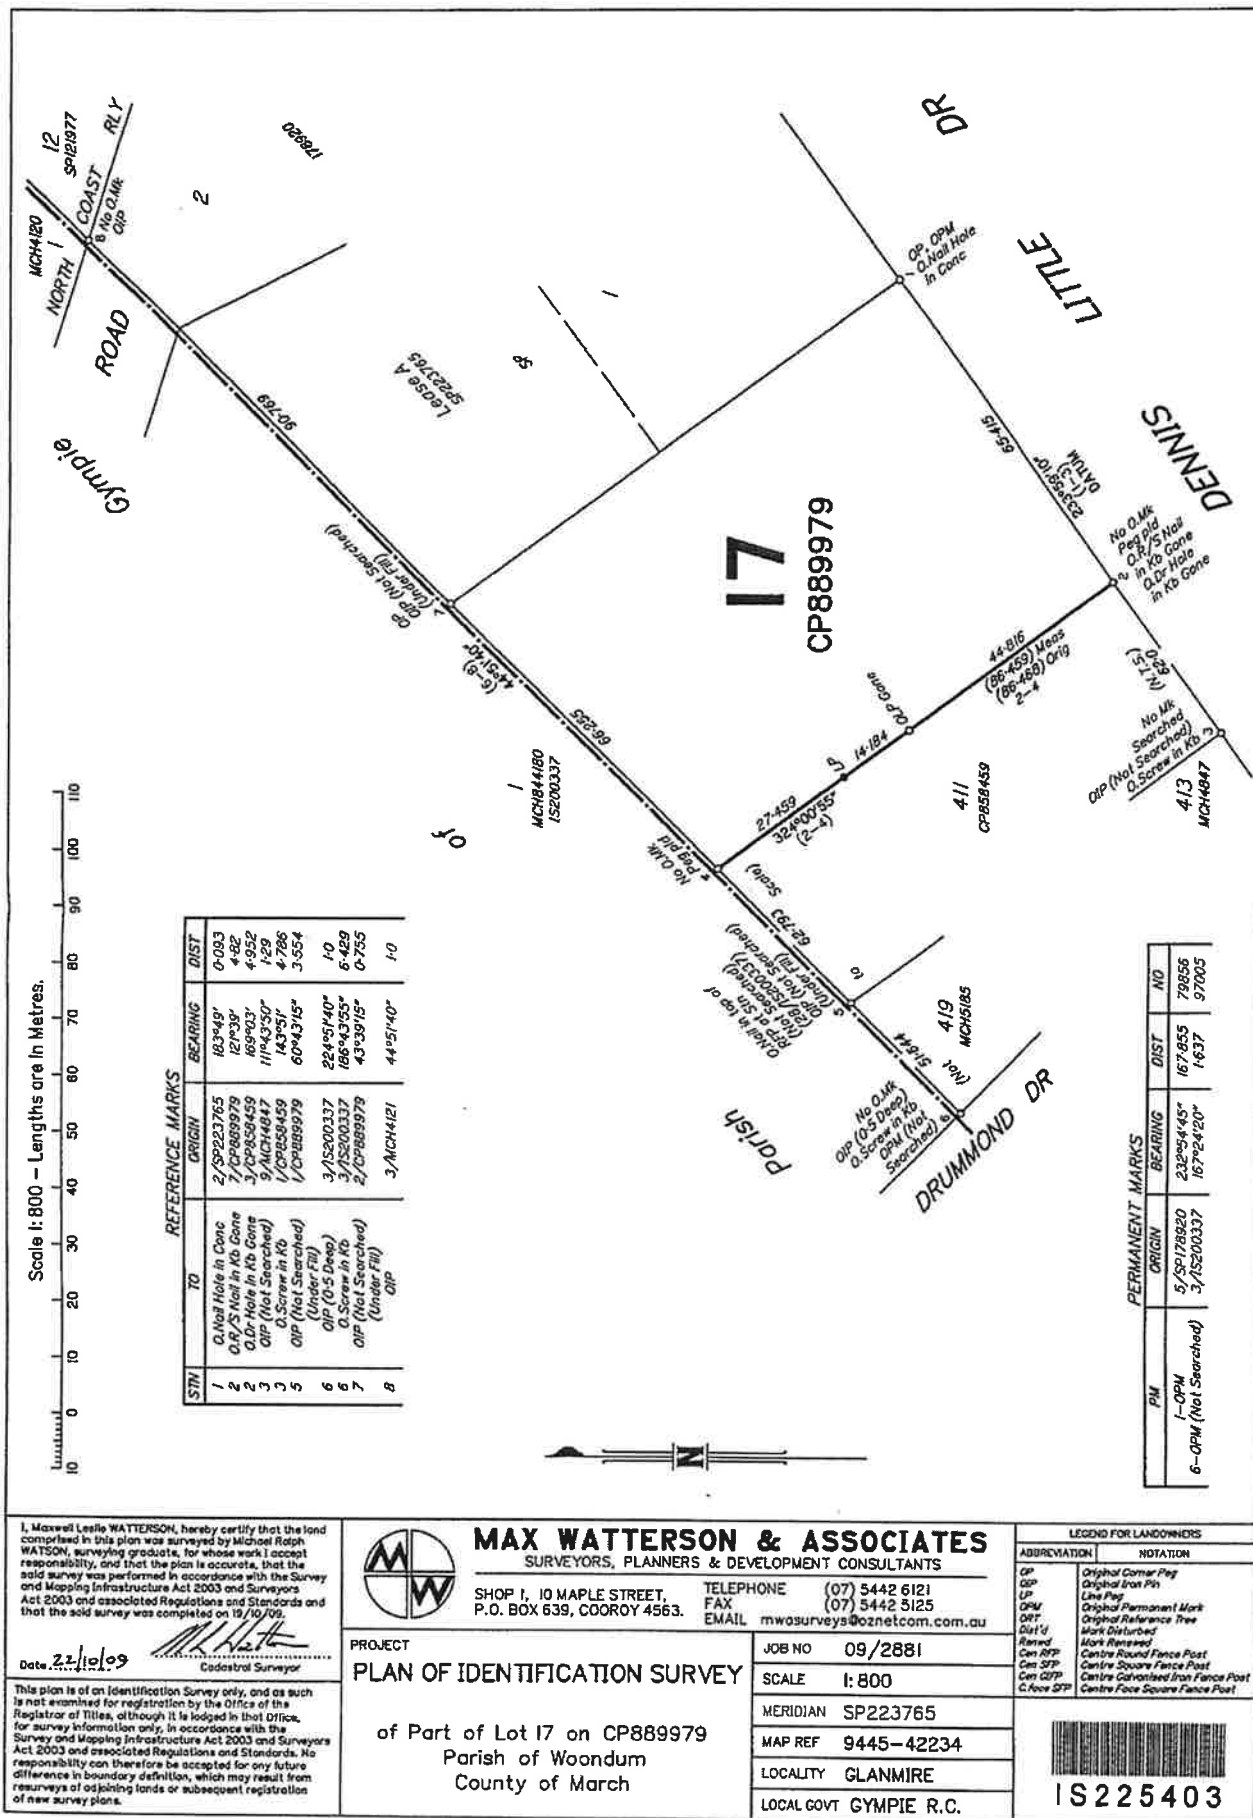 12
SP121977
MCH4120
1
NORTH COAST RLY
8 No O.Mk
OIP
2
178920
ROAD
Gympie
90·769
Lease A
SP223765
SP
1
DR
LITTLE
DENNIS
OP, OPM
1 O.Nail Hole
in Conc
65·415
233°59'10"
(1-3)
DATUM
OP
OIP (Not Searched)
(Under Fill)
7
44°51'40"
(6-8)
66·255
17
CP889979
No O.Mk
Peg pld
O.R/S Nail
in Kb Gone
O.Dr Hole
in Kb Gone
2
44·816
(86·459) Meas
(86·468) Orig
2-4
OLP Gone
14·184
LP
27·459
324°00'55"
(2-4)
62·0
(N.T.S.)
No Mk
Searched
OIP (Not Searched)
O.Screw in Kb 3
413
MCH4847
411
CP858459
1
MCH844180
IS200337
of
No O.Mk
Peg pld
4
62·793
(Not to Scale)
O.Nail in top of
RFP at Stn
(Not Searched)
(28/IS200337)
OIP (Not Searched)
(Under Fill)
5
51·644
419
MCH5185
No O.Mk
OIP (0·5 Deep)
O.Screw in Kb
OPM (Not
Searched) 6
Parish
DRUMMOND DR
Scale 1:800 – Lengths are in Metres.
10 0 10 20 30 40 50 60 70 80 90 100 110
REFERENCE MARKS
STN TO ORIGIN BEARING DIST
1 O.Nail Hole in Conc 2/SP223765 183°49' 0·093
2 O.R/S Nail in Kb Gone 7/CP889979 121°39' 4·82
2 O.Dr Hole in Kb Gone 3/CP858459 169°03' 4·952
3 OIP (Not Searched) 9/MCH4847 111°43'50" 1·29
3 O.Screw in Kb 1/CP858459 143°51' 4·786
5 OIP (Not Searched) 1/CP889979 60°43'15" 3·554
(Under Fill)
6 OIP (0·5 Deep) 3/IS200337 224°51'40" 1·0
6 O.Screw in Kb 3/IS200337 186°43'55" 6·429
7 OIP (Not Searched) 2/CP889979 43°39'15" 0·755
(Under Fill)
8 OIP 3/MCH4121 44°51'40" 1·0
PERMANENT MARKS
PM ORIGIN BEARING DIST NO
1-OPM 5/SP178920 232°54'45" 167·855 79856
6-OPM (Not Searched) 3/IS200337 167°24'20" 1·637 97005
N
I, Maxwell Leslie WATTERSON, hereby certify that the land
comprised in this plan was surveyed by Michael Ralph
WATSON, surveying graduate, for whose work I accept
responsibility, and that the plan is accurate, that the
said survey was performed in accordance with the Survey
and Mapping Infrastructure Act 2003 and Surveyors
Act 2003 and associated Regulations and Standards and
that the said survey was completed on 19/10/09.
Date 22/10/09
Cadastral Surveyor
This plan is of an Identification Survey only, and as such
is not examined for registration by the Office of the
Registrar of Titles, although it is lodged in that Office,
for survey information only, in accordance with the
Survey and Mapping Infrastructure Act 2003 and Surveyors
Act 2003 and associated Regulations and Standards. No
responsibility can therefore be accepted for any future
difference in boundary definition, which may result from
resurveys of adjoining lands or subsequent registration
of new survey plans.
M W
MAX WATTERSON & ASSOCIATES
SURVEYORS, PLANNERS & DEVELOPMENT CONSULTANTS
SHOP 1, 10 MAPLE STREET,
P.O. BOX 639, COOROY 4563.
TELEPHONE (07) 5442 6121
FAX (07) 5442 5125
EMAIL mwasurveys@oznetcom.com.au
PROJECT
PLAN OF IDENTIFICATION SURVEY
of Part of Lot 17 on CP889979
Parish of Woondum
County of March
JOB NO 09/2881
SCALE 1:800
MERIDIAN SP223765
MAP REF 9445-42234
LOCALITY GLANMIRE
LOCAL GOVT GYMPIE R.C.
LEGEND FOR LANDOWNERS
ABBREVIATION NOTATION
OP Original Corner Peg
OIP Original Iron Pin
LP Line Peg
OPM Original Permanent Mark
ORT Original Reference Tree
Dist'd Mark Disturbed
Renwd Mark Renewed
Cen RFP Centre Round Fence Post
Cen SFP Centre Square Fence Post
Cen GIFP Centre Galvanised Iron Fence Post
C.face SFP Centre Face Square Fence Post
IS225403